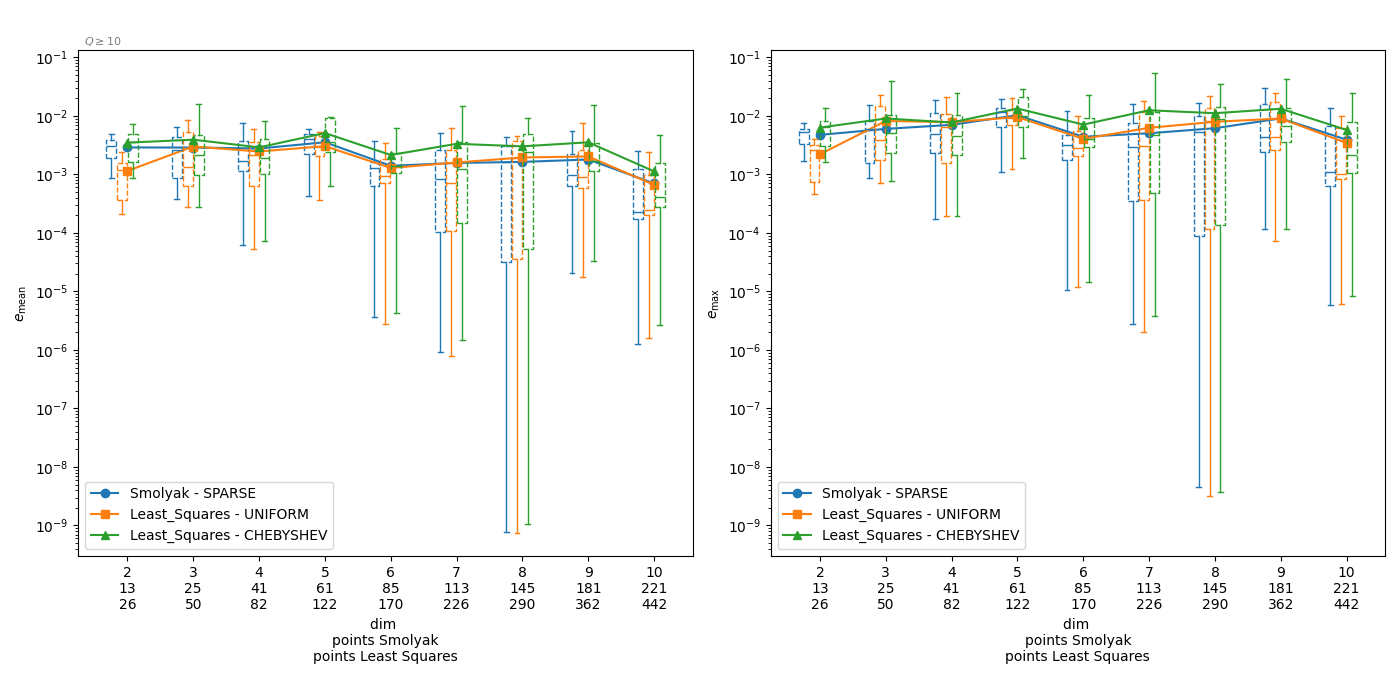 Q ≥ 10
10⁻¹
10⁻²
10⁻³
10⁻⁴
10⁻⁵
10⁻⁶
10⁻⁷
10⁻⁸
10⁻⁹
e_mean
Smolyak - SPARSE
Least_Squares - UNIFORM
Least_Squares - CHEBYSHEV
2 3 4 5 6 7 8 9 10
13 25 41 61 85 113 145 181 221
26 50 82 122 170 226 290 362 442
dim
points Smolyak
points Least Squares
10⁻¹
10⁻²
10⁻³
10⁻⁴
10⁻⁵
10⁻⁶
10⁻⁷
10⁻⁸
10⁻⁹
e_max
Smolyak - SPARSE
Least_Squares - UNIFORM
Least_Squares - CHEBYSHEV
2 3 4 5 6 7 8 9 10
13 25 41 61 85 113 145 181 221
26 50 82 122 170 226 290 362 442
dim
points Smolyak
points Least Squares